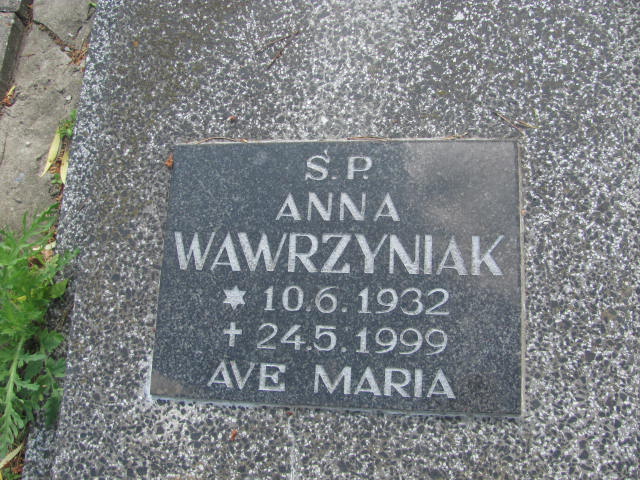 Ś.P.
ANNA
WAWRZYNIAK
* 10.6.1932
✝ 24.5.1999
AVE MARIA